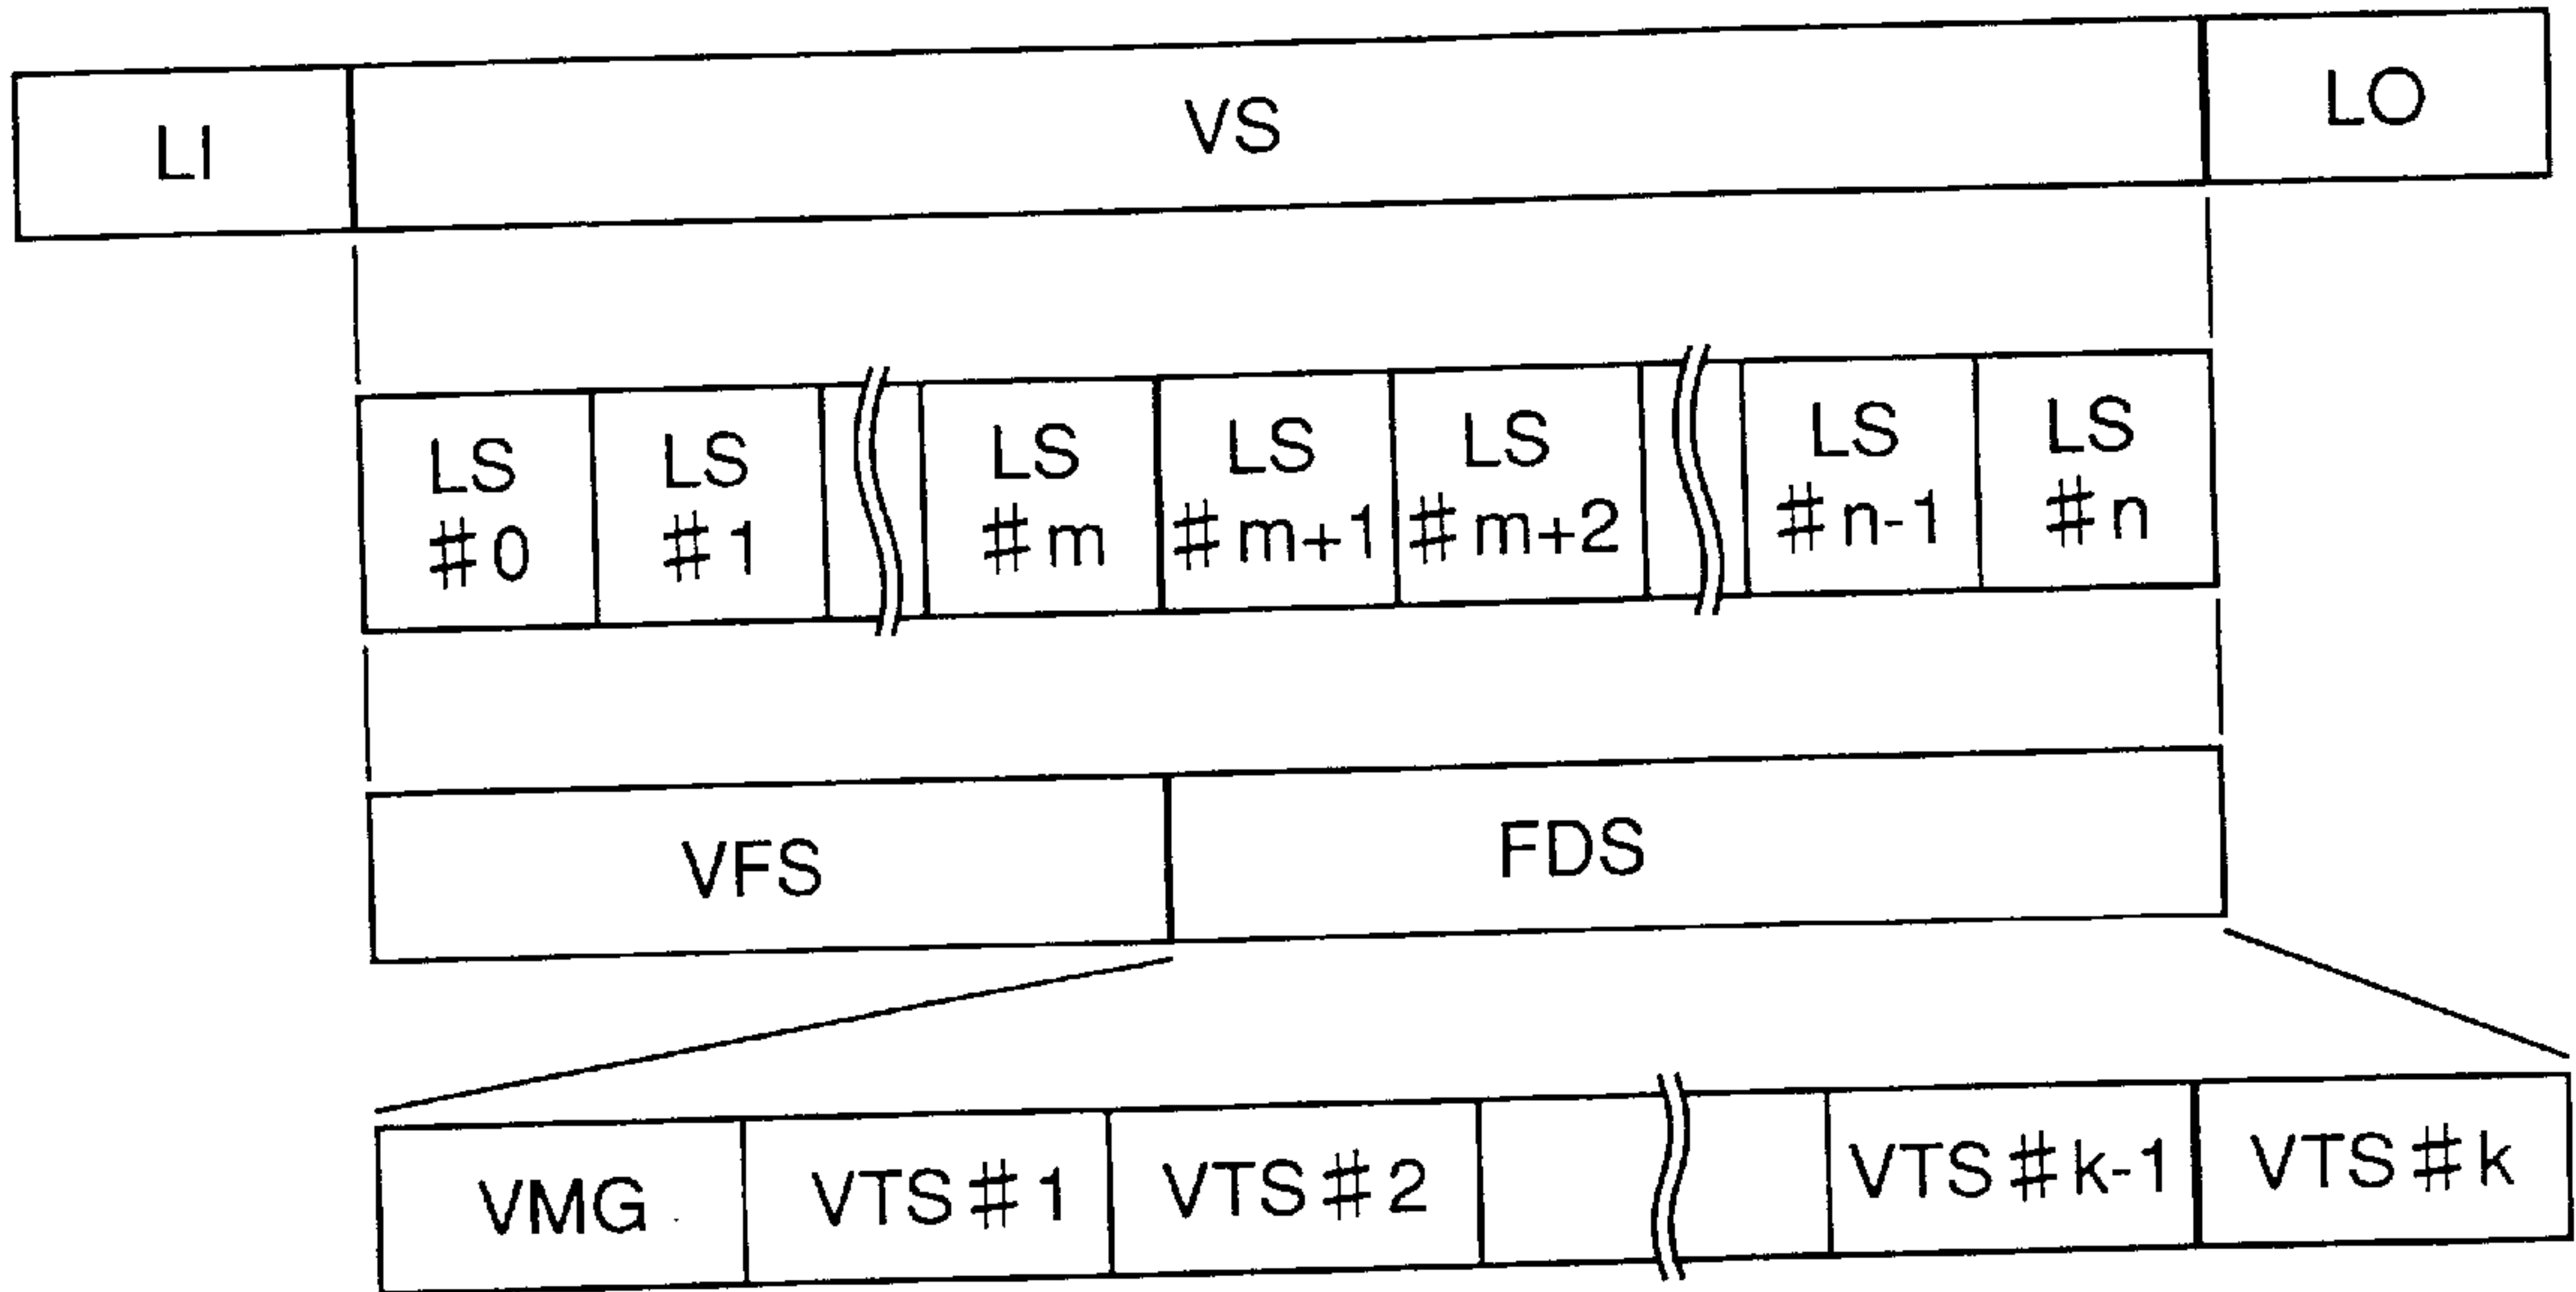 LI VS LO
LS #0 LS #1 LS #m LS #m+1 LS #m+2 LS #n-1 LS #n
VFS FDS
VMG VTS #1 VTS #2 VTS #k-1 VTS #k